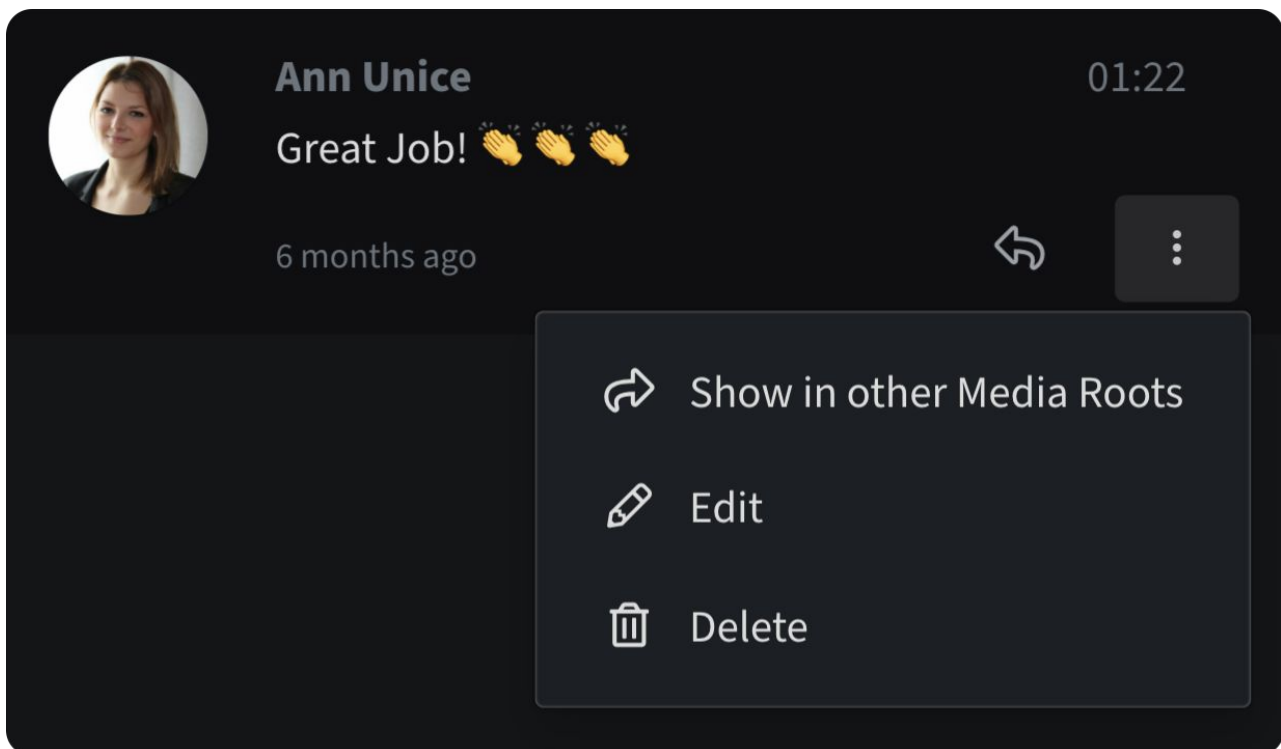 Ann Unice
01:22
Great Job! 👏👏👏
6 months ago
Show in other Media Roots
Edit
Delete